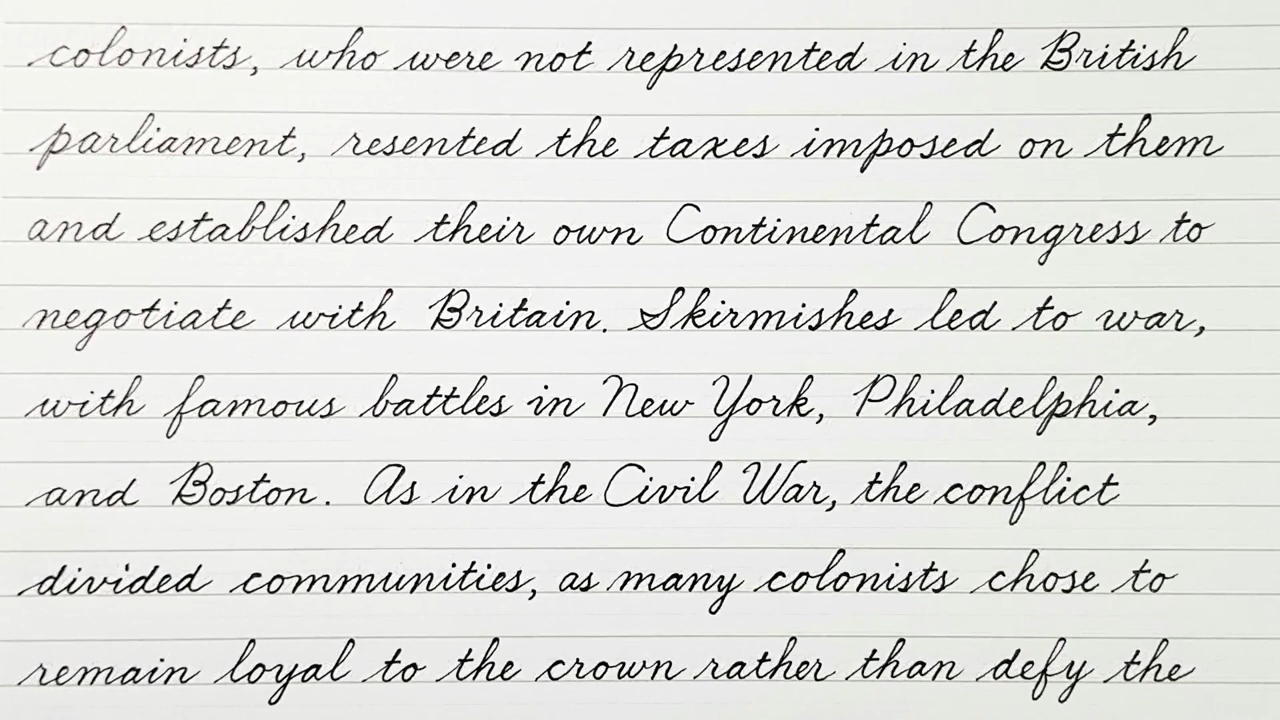 colonists, who were not represented in the British
parliament, resented the taxes imposed on them
and established their own Continental Congress to
negotiate with Britain. Skirmishes led to war,
with famous battles in New York, Philadelphia,
and Boston. As in the Civil War, the conflict
divided communities, as many colonists chose to
remain loyal to the crown rather than defy the